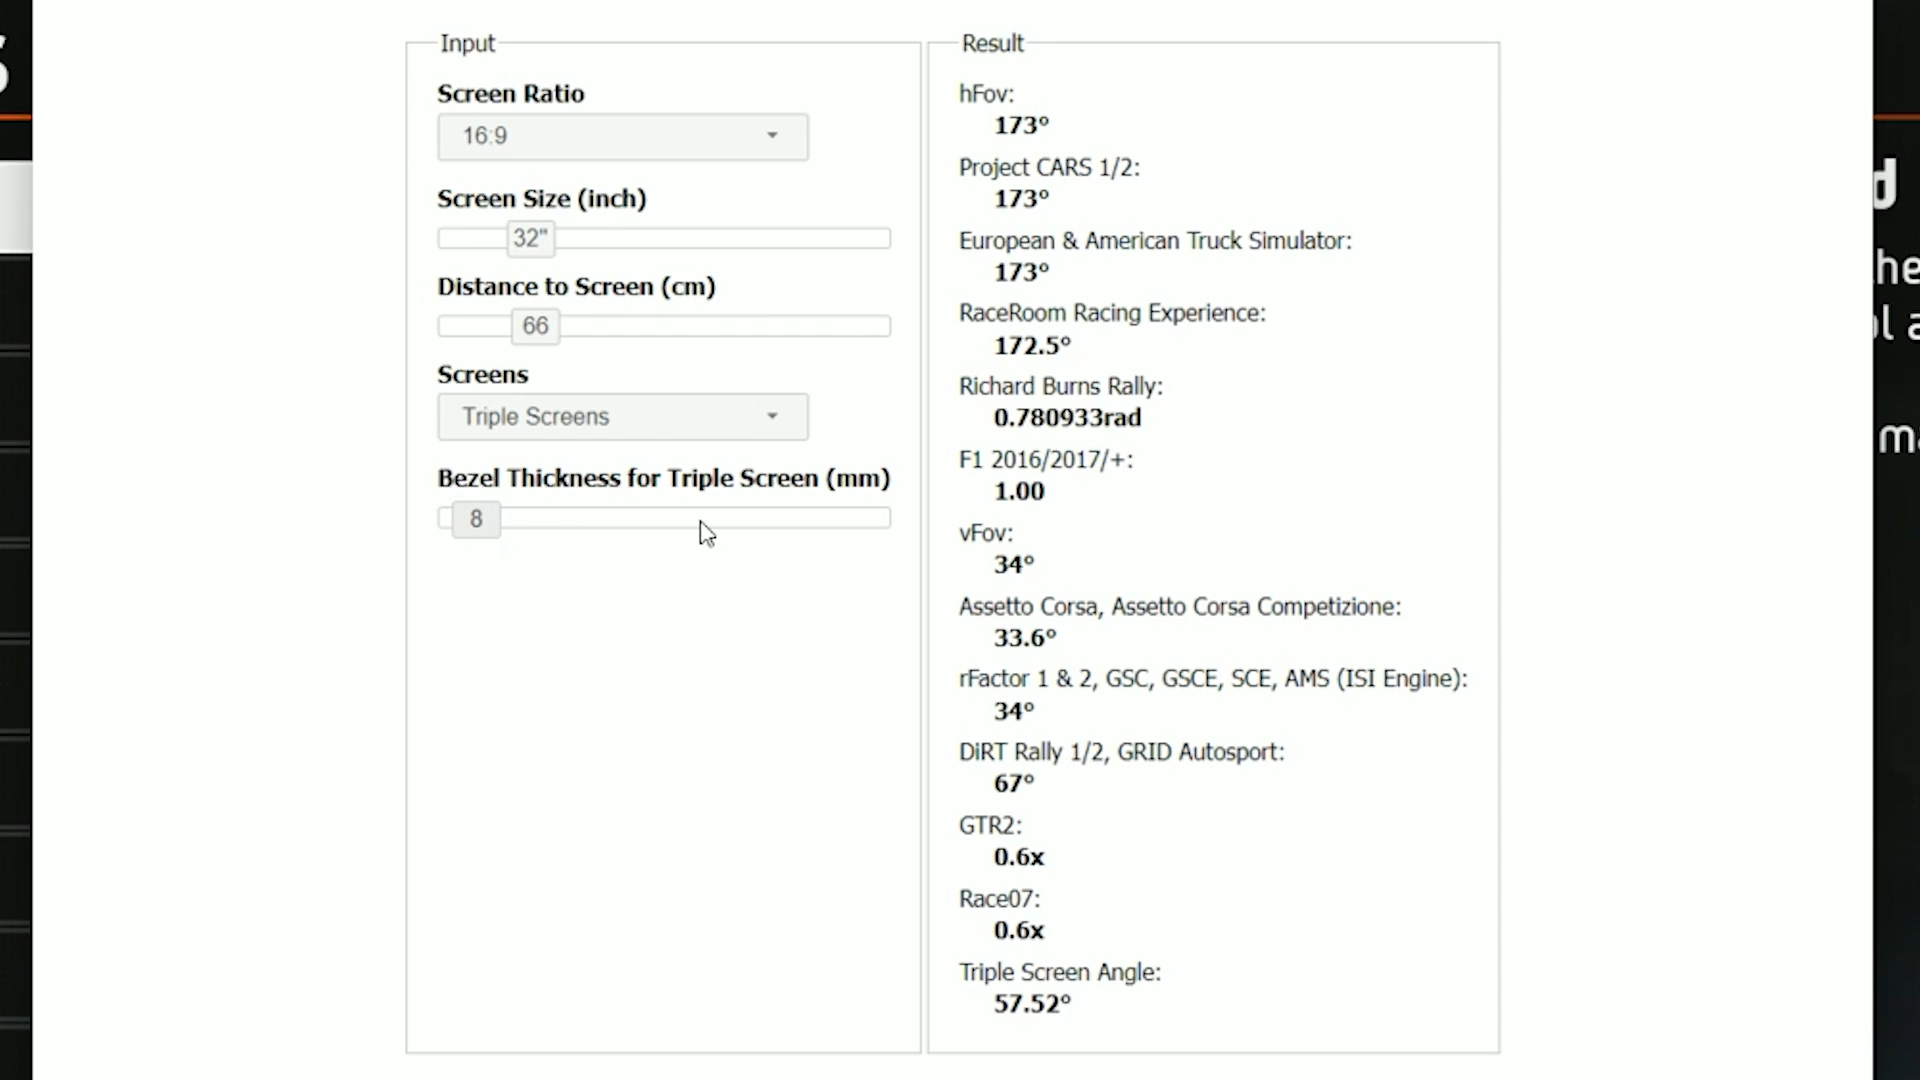 Input
Screen Ratio
16:9
Screen Size (inch)
32"
Distance to Screen (cm)
66
Screens
Triple Screens
Bezel Thickness for Triple Screen (mm)
8
Result
hFov:
173°
Project CARS 1/2:
173°
European & American Truck Simulator:
173°
RaceRoom Racing Experience:
172.5°
Richard Burns Rally:
0.780933rad
F1 2016/2017/+:
1.00
vFov:
34°
Assetto Corsa, Assetto Corsa Competizione:
33.6°
rFactor 1 & 2, GSC, GSCE, SCE, AMS (ISI Engine):
34°
DiRT Rally 1/2, GRID Autosport:
67°
GTR2:
0.6x
Race07:
0.6x
Triple Screen Angle:
57.52°